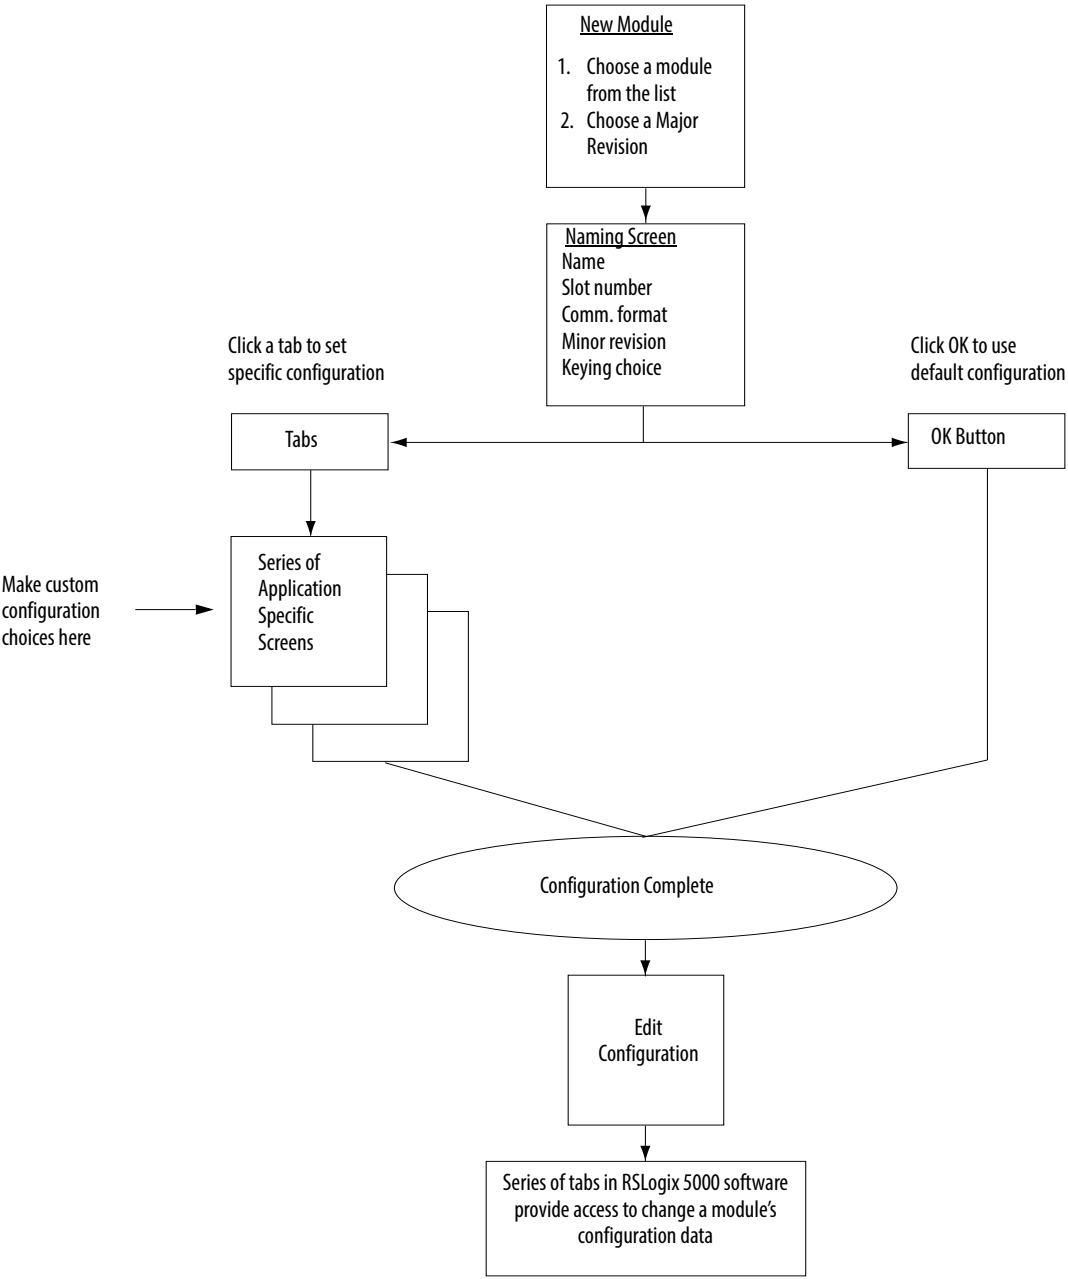 New Module
1. Choose a module
from the list
2. Choose a Major
Revision
Naming Screen
Name
Slot number
Comm. format
Minor revision
Keying choice
Click a tab to set
specific configuration
Click OK to use
default configuration
Tabs
OK Button
Series of
Application
Specific
Screens
Make custom
configuration
choices here
Configuration Complete
Edit
Configuration
Series of tabs in RSLogix 5000 software
provide access to change a module’s
configuration data